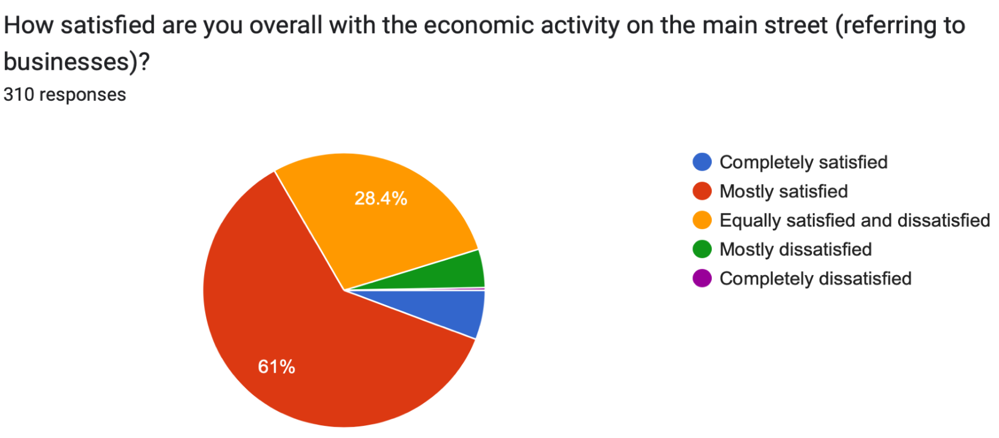 How satisfied are you overall with the economic activity on the main street (referring to
businesses)?
310 responses
28.4%
61%
Completely satisfied
Mostly satisfied
Equally satisfied and dissatisfied
Mostly dissatisfied
Completely dissatisfied